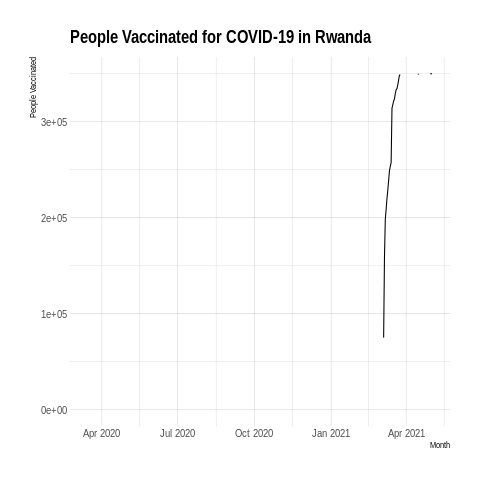 People Vaccinated for COVID-19 in Rwanda
People Vaccinated
3e+05
2e+05
1e+05
0e+00
Apr 2020 Jul 2020 Oct 2020 Jan 2021 Apr 2021
Month